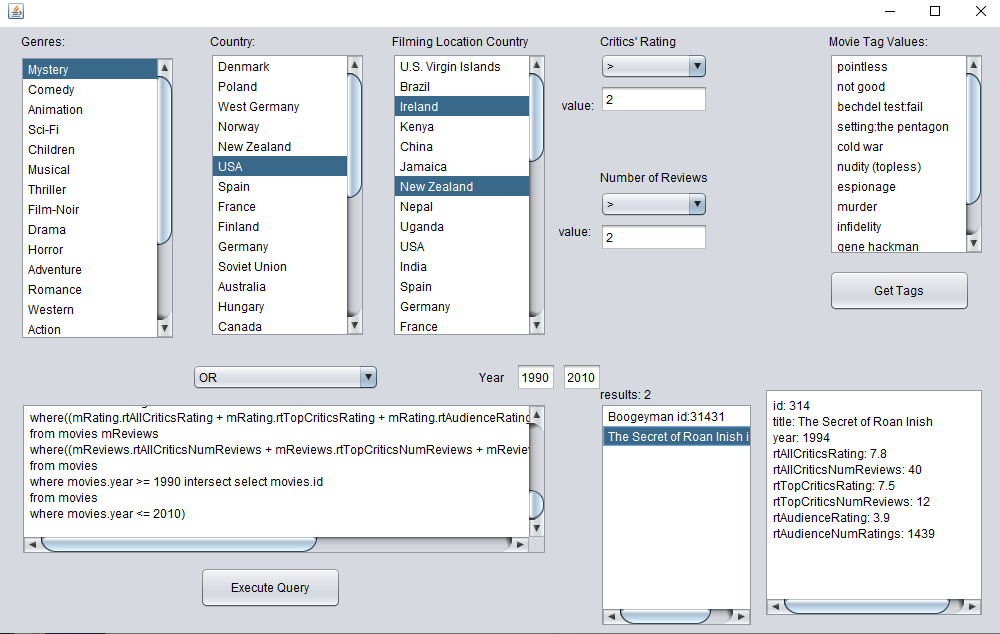 Genres:
Mystery
Comedy
Animation
Sci-Fi
Children
Musical
Thriller
Film-Noir
Drama
Horror
Adventure
Romance
Western
Action
Country:
Denmark
Poland
West Germany
Norway
New Zealand
USA
Spain
France
Finland
Germany
Soviet Union
Australia
Hungary
Canada
Filming Location Country
U.S. Virgin Islands
Brazil
Ireland
Kenya
China
Jamaica
New Zealand
Nepal
Uganda
USA
India
Spain
Germany
France
Critics' Rating
>
value: 2
Number of Reviews
>
value: 2
Movie Tag Values:
pointless
not good
bechdel test:fail
setting:the pentagon
cold war
nudity (topless)
espionage
murder
infidelity
gene hackman
Get Tags
OR
Year 1990 2010
where((mRating.rtAllCriticsRating + mRating.rtTopCriticsRating + mRating.rtAudienceRating
from movies mReviews
where((mReviews.rtAllCriticsNumReviews + mReviews.rtTopCriticsNumReviews + mReview
from movies
where movies.year >= 1990 intersect select movies.id
from movies
where movies.year <= 2010)
Execute Query
results: 2
Boogeyman id:31431
The Secret of Roan Inish i
id: 314
title: The Secret of Roan Inish
year: 1994
rtAllCriticsRating: 7.8
rtAllCriticsNumReviews: 40
rtTopCriticsRating: 7.5
rtTopCriticsNumReviews: 12
rtAudienceRating: 3.9
rtAudienceNumRatings: 1439